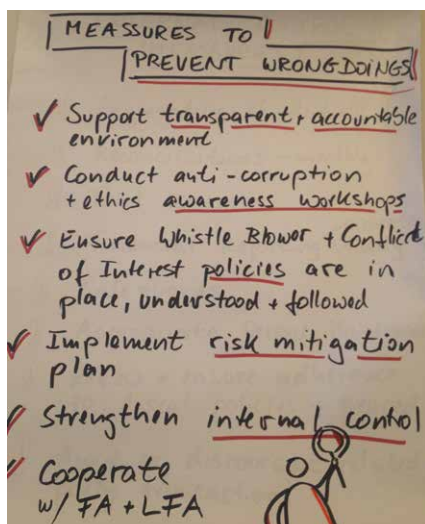 MEASSURES TO
PREVENT WRONGDOINGS
Support transparent + accountable
environment
Conduct anti-corruption
+ ethics awareness workshops
Ensure Whistle Blower + Conflict
of Interest policies are in
place, understood + followed
Implement risk mitigation
plan
Strengthen internal control
Cooperate
w/ FA + LFA